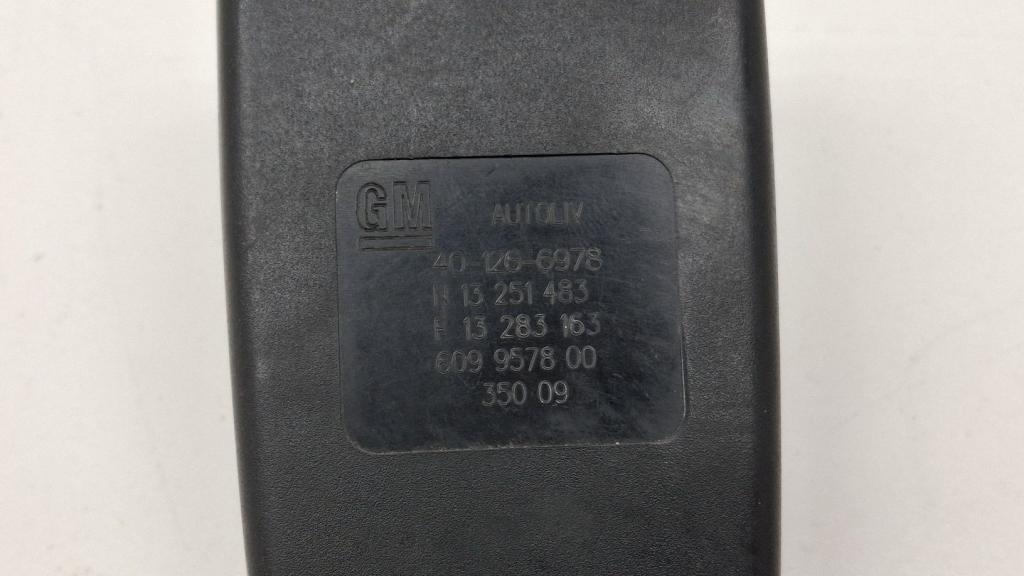 GM AUTOLIV
40-126-6978
N 13 251 483
F 13 283 163
609 9578 00
350 09